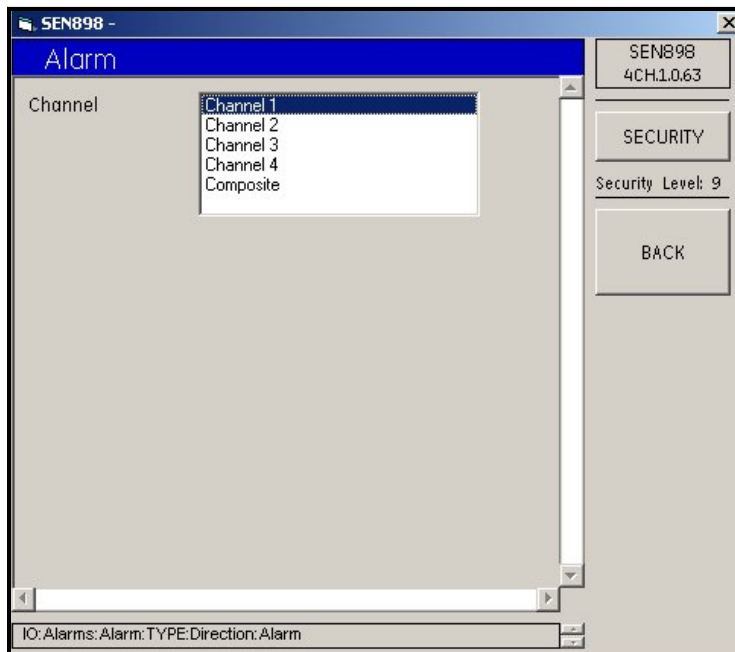 SEN898 -
Alarm
SEN898
4CH.1.0.63
Channel
Channel 1
Channel 2
Channel 3
Channel 4
Composite
SECURITY
Security Level: 9
BACK
IO:Alarms:Alarm:TYPE:Direction:Alarm